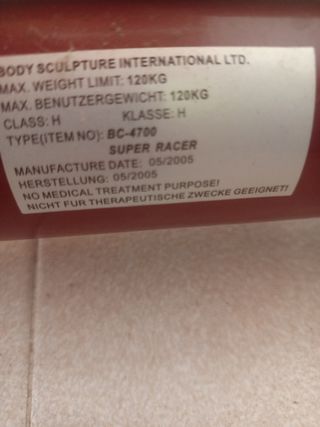 BODY SCULPTURE INTERNATIONAL LTD.
MAX. WEIGHT LIMIT: 120KG
MAX. BENUTZERGEWICHT: 120KG
CLASS: H KLASSE: H
TYPE(ITEM NO): BC-4700
SUPER RACER
MANUFACTURE DATE: 05/2005
HERSTELLUNG: 05/2005
NO MEDICAL TREATMENT PURPOSE!
NICHT FUR THERAPEUTISCHE ZWECKE GEEIGNET!